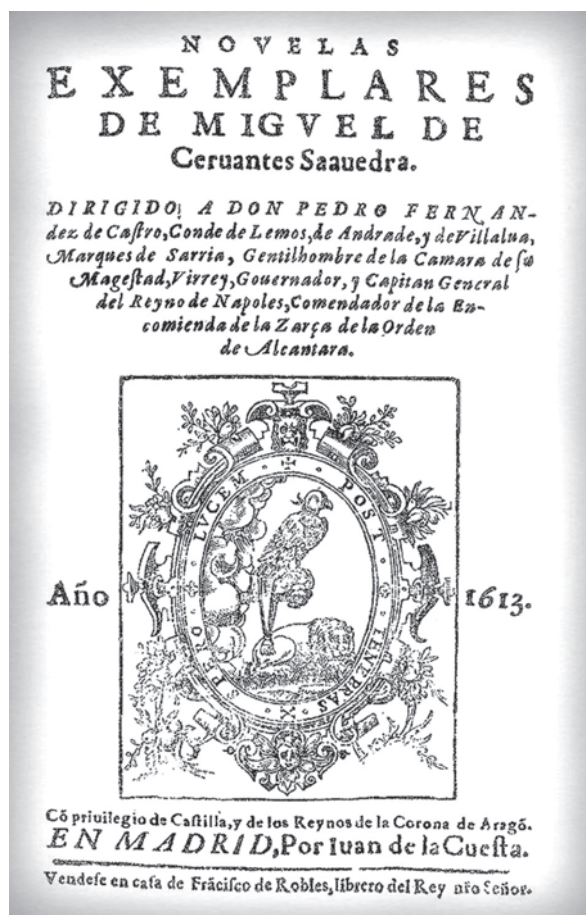 NOVELAS
EXEMPLARES
DE MIGVEL DE
Ceruantes Saauedra.
DIRIGIDO, A DON PEDRO FERNAN-
dez de Castro, Conde de Lemos, de Andrade, y de Villalua,
Marques de Sarria, Gentilhombre de la Camara de su
Magestad, Virrey, Gouernador, y Capitan General
del Reyno de Napoles, Comendador de la En-
comienda de la Zarça de la Orden
de Alcantara.
POST TENEBRAS SPERO LVCEM
Año 1613.
Cõ priuilegio de Castilla, y de los Reynos de la Corona de Aragõ.
EN MADRID, Por Iuan de la Cuesta.
Vendese en casa de Frãcisco de Robles, librero del Rey nro Señor.